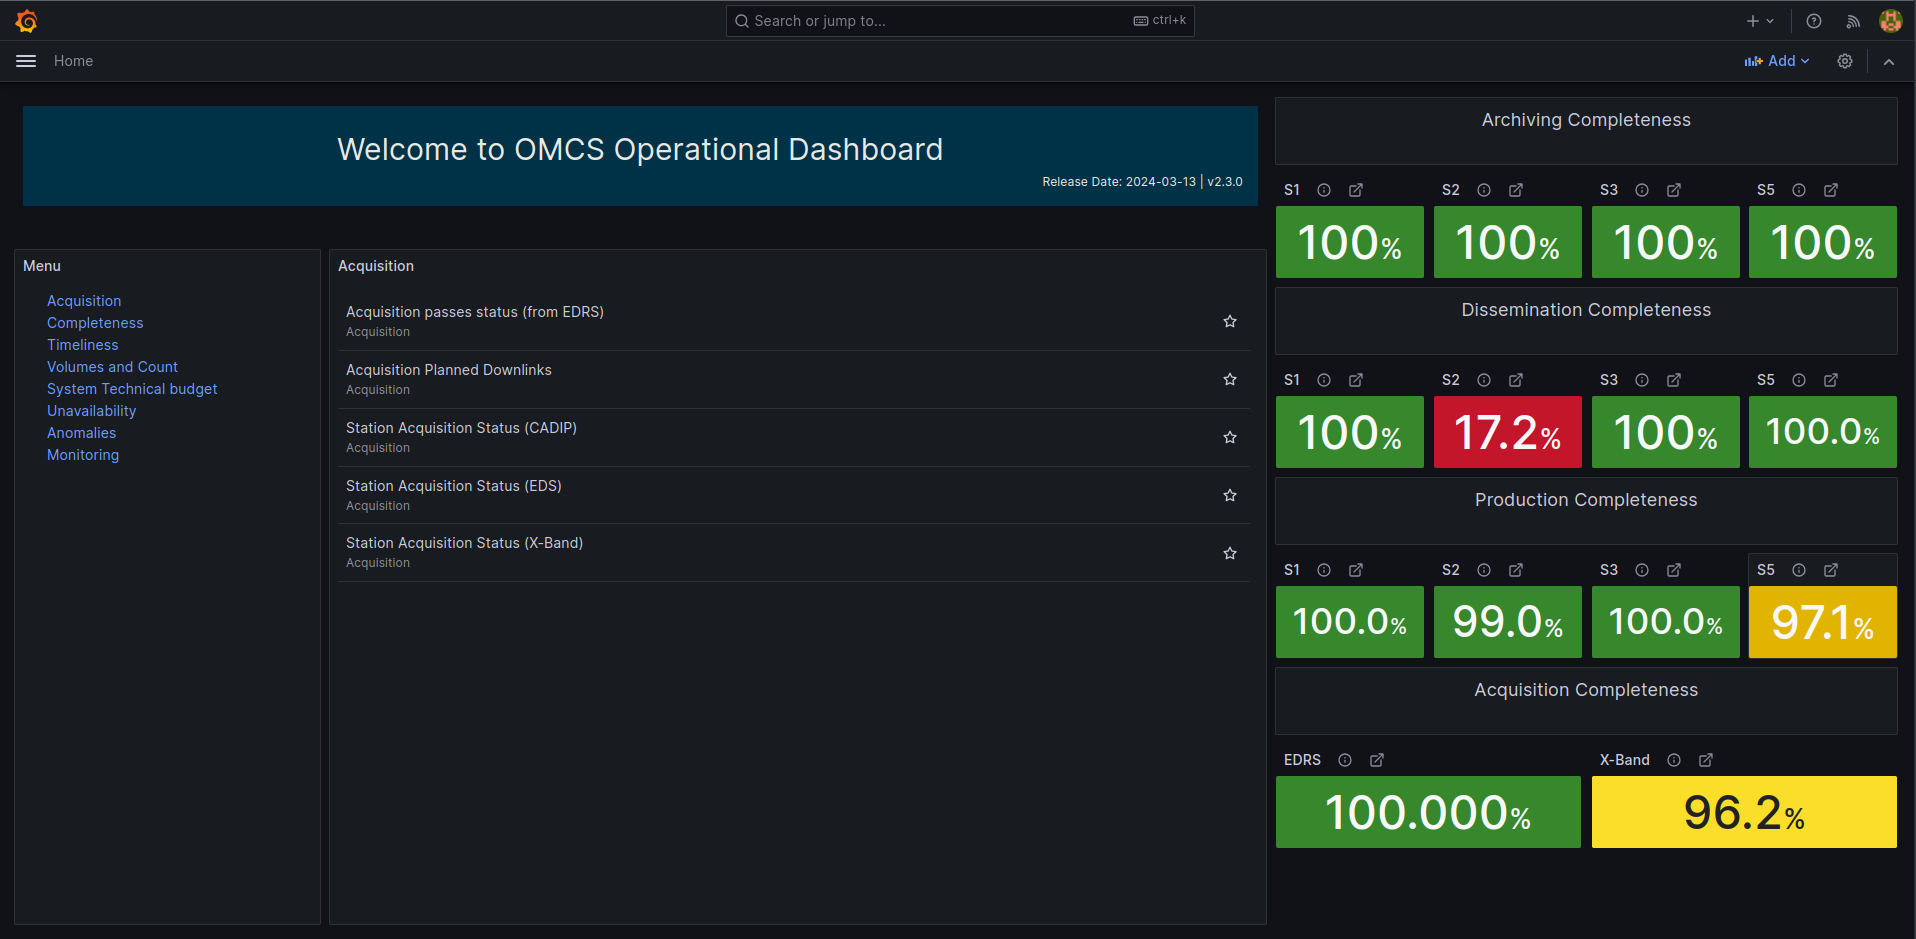 Search or jump to...
ctrl+k
Home
Add
Welcome to OMCS Operational Dashboard
Release Date: 2024-03-13 | v2.3.0
Menu
Acquisition
Completeness
Timeliness
Volumes and Count
System Technical budget
Unavailability
Anomalies
Monitoring
Acquisition
Acquisition passes status (from EDRS)
Acquisition
Acquisition Planned Downlinks
Acquisition
Station Acquisition Status (CADIP)
Acquisition
Station Acquisition Status (EDS)
Acquisition
Station Acquisition Status (X-Band)
Acquisition
Archiving Completeness
S1 S2 S3 S5
100% 100% 100% 100%
Dissemination Completeness
S1 S2 S3 S5
100% 17.2% 100% 100.0%
Production Completeness
S1 S2 S3 S5
100.0% 99.0% 100.0% 97.1%
Acquisition Completeness
EDRS X-Band
100.000% 96.2%